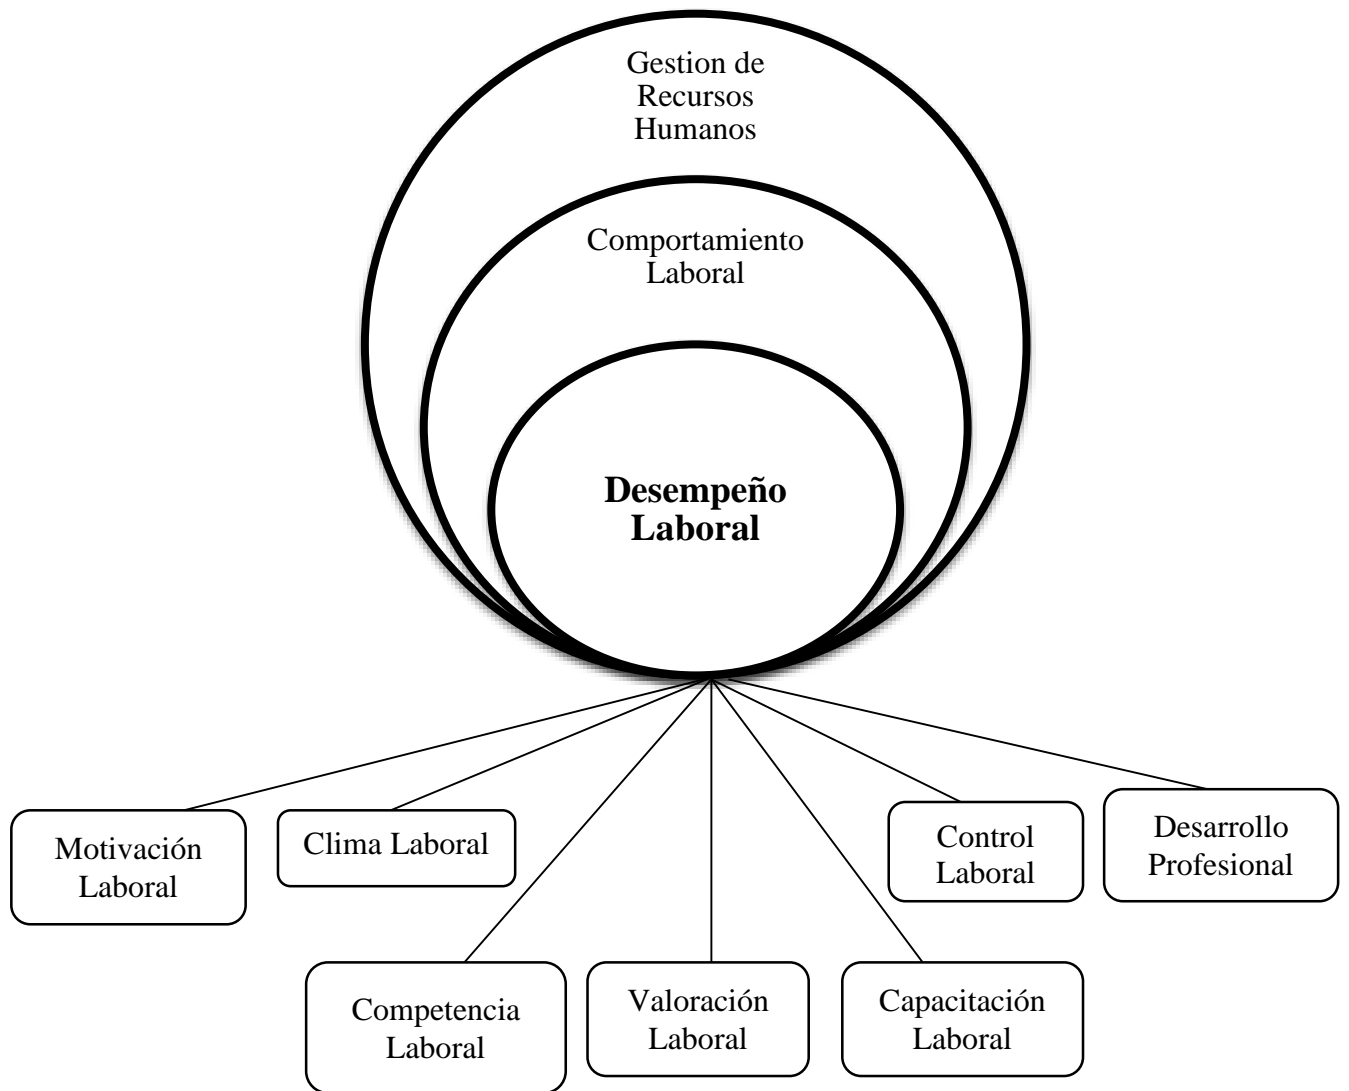 Gestion de
Recursos
Humanos
Comportamiento
Laboral
Desempeño
Laboral
Motivación
Laboral
Clima Laboral
Control
Laboral
Desarrollo
Profesional
Competencia
Laboral
Valoración
Laboral
Capacitación
Laboral